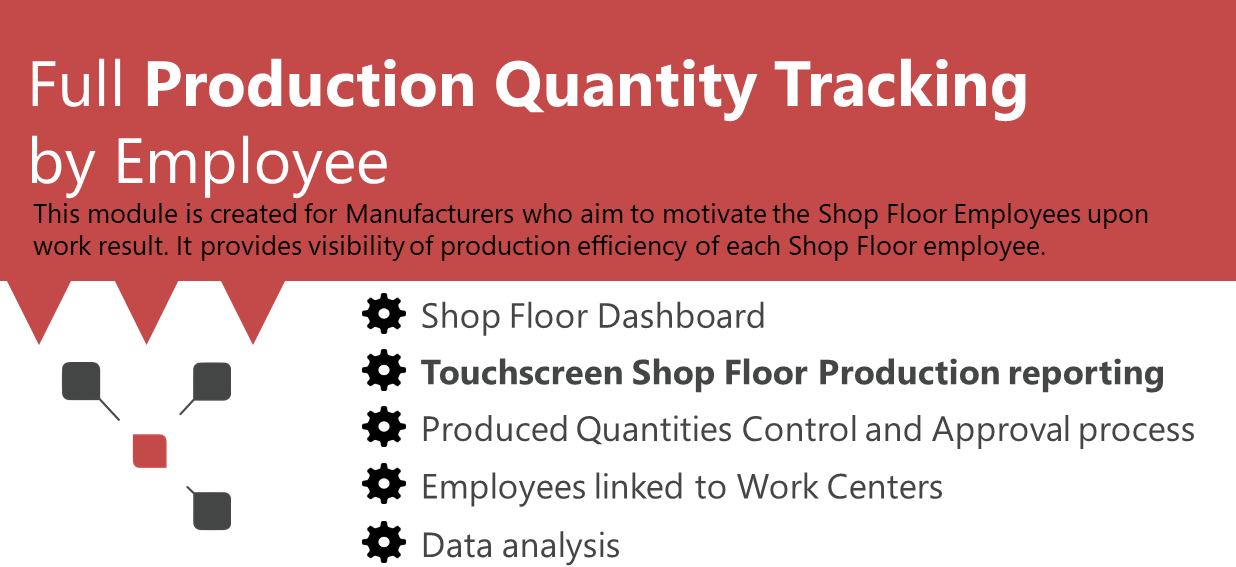 Full Production Quantity Tracking
by Employee
This module is created for Manufacturers who aim to motivate the Shop Floor Employees upon
work result. It provides visibility of production efficiency of each Shop Floor employee.
Shop Floor Dashboard
Touchscreen Shop Floor Production reporting
Produced Quantities Control and Approval process
Employees linked to Work Centers
Data analysis